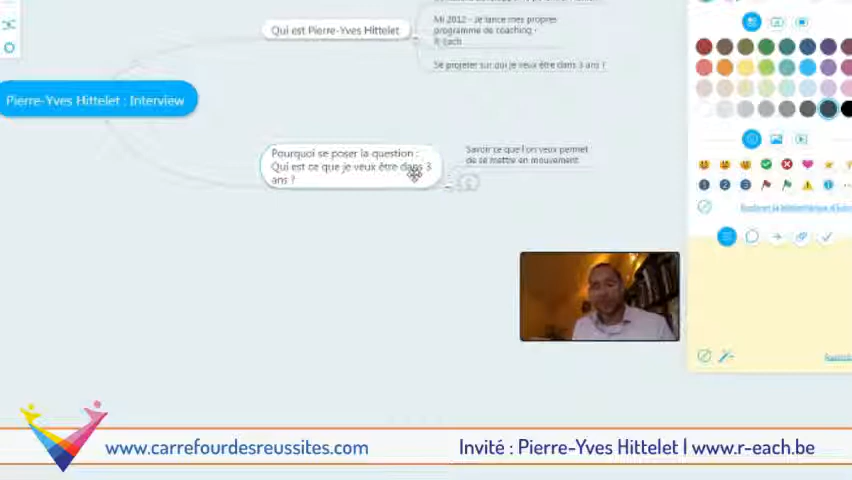 Qui est Pierre-Yves Hittelet
Mi 2012 - Je lance mes propres
programme de coaching -
R-Each
Se projeter sur qui je veux être dans 3 ans ?
Pierre-Yves Hittelet : Interview
Pourquoi se poser la question :
Qui est ce que je veux être dans 3
ans ?
Savoir ce que l'on veux permet
de se mettre en mouvement
www.carrefourdesreussites.com
Invité : Pierre-Yves Hittelet | www.r-each.be